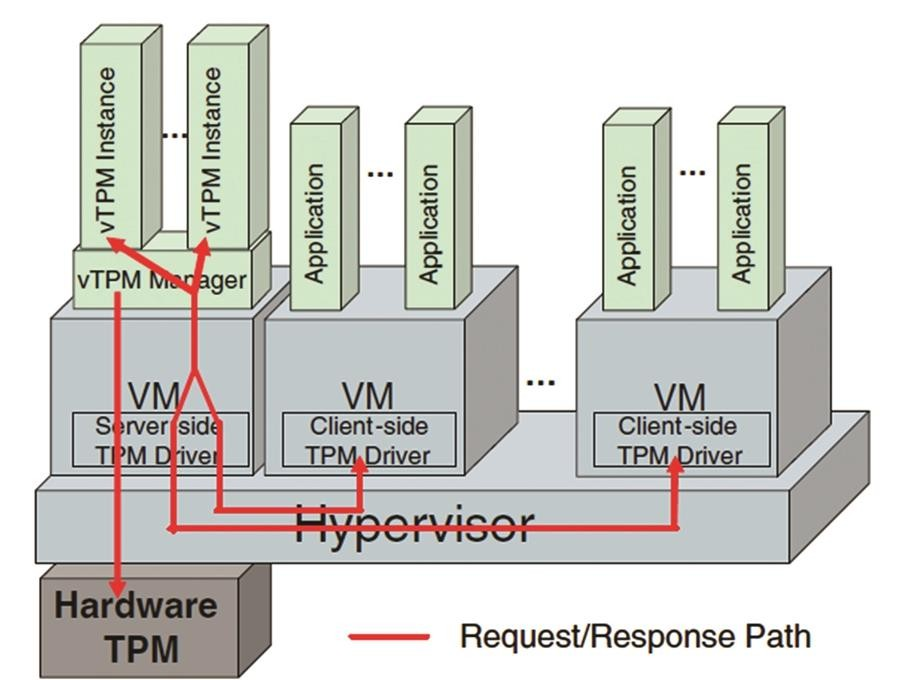 vTPM Instance
...
vTPM Instance
Application
...
Application
Application
...
Application
vTPM Manager
VM
Server-side
TPM Driver
VM
Client-side
TPM Driver
...
VM
Client-side
TPM Driver
Hypervisor
Hardware
TPM
Request/Response Path